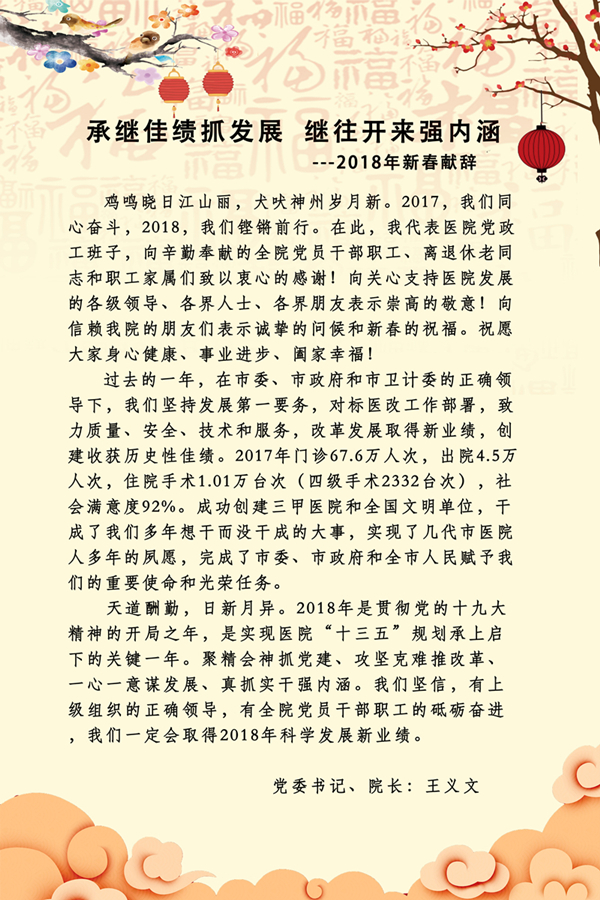 承继佳绩抓发展 继往开来强内涵
---2018年新春献辞
鸡鸣晓日江山丽，犬吠神州岁月新。2017，我们同
心奋斗，2018，我们铿锵前行。在此，我代表医院党政
工班子，向辛勤奉献的全院党员干部职工、离退休老同
志和职工家属们致以衷心的感谢！向关心支持医院发展
的各级领导、各界人士、各界朋友表示崇高的敬意！向
信赖我院的朋友们表示诚挚的问候和新春的祝福。祝愿
大家身心健康、事业进步、阖家幸福！
过去的一年，在市委、市政府和市卫计委的正确领
导下，我们坚持发展第一要务，对标医改工作部署，致
力质量、安全、技术和服务，改革发展取得新业绩，创
建收获历史性佳绩。2017年门诊67.6万人次，出院4.5万
人次，住院手术1.01万台次（四级手术2332台次），社
会满意度92%。成功创建三甲医院和全国文明单位，干
成了我们多年想干而没干成的大事，实现了几代市医院
人多年的夙愿，完成了市委、市政府和全市人民赋予我
们的重要使命和光荣任务。
天道酬勤，日新月异。2018年是贯彻党的十九大
精神的开局之年，是实现医院“十三五”规划承上启
下的关键一年。聚精会神抓党建、攻坚克难推改革、
一心一意谋发展、真抓实干强内涵。我们坚信，有上
级组织的正确领导，有全院党员干部职工的砥砺奋进
，我们一定会取得2018年科学发展新业绩。
党委书记、院长：王义文